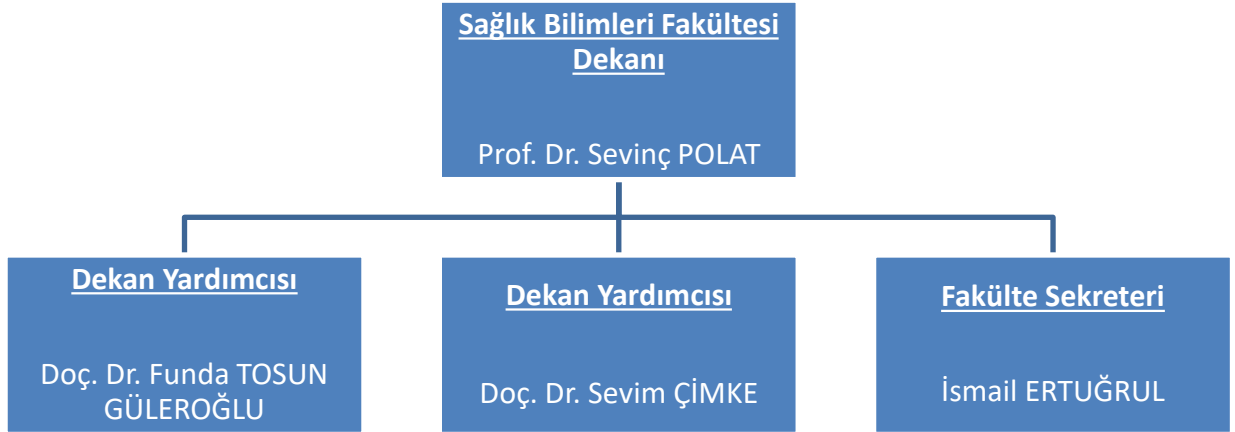 Sağlık Bilimleri Fakültesi
Dekanı
Prof. Dr. Sevinç POLAT
Dekan Yardımcısı
Doç. Dr. Funda TOSUN
GÜLEROĞLU
Dekan Yardımcısı
Doç. Dr. Sevim ÇİMKE
Fakülte Sekreteri
İsmail ERTUĞRUL